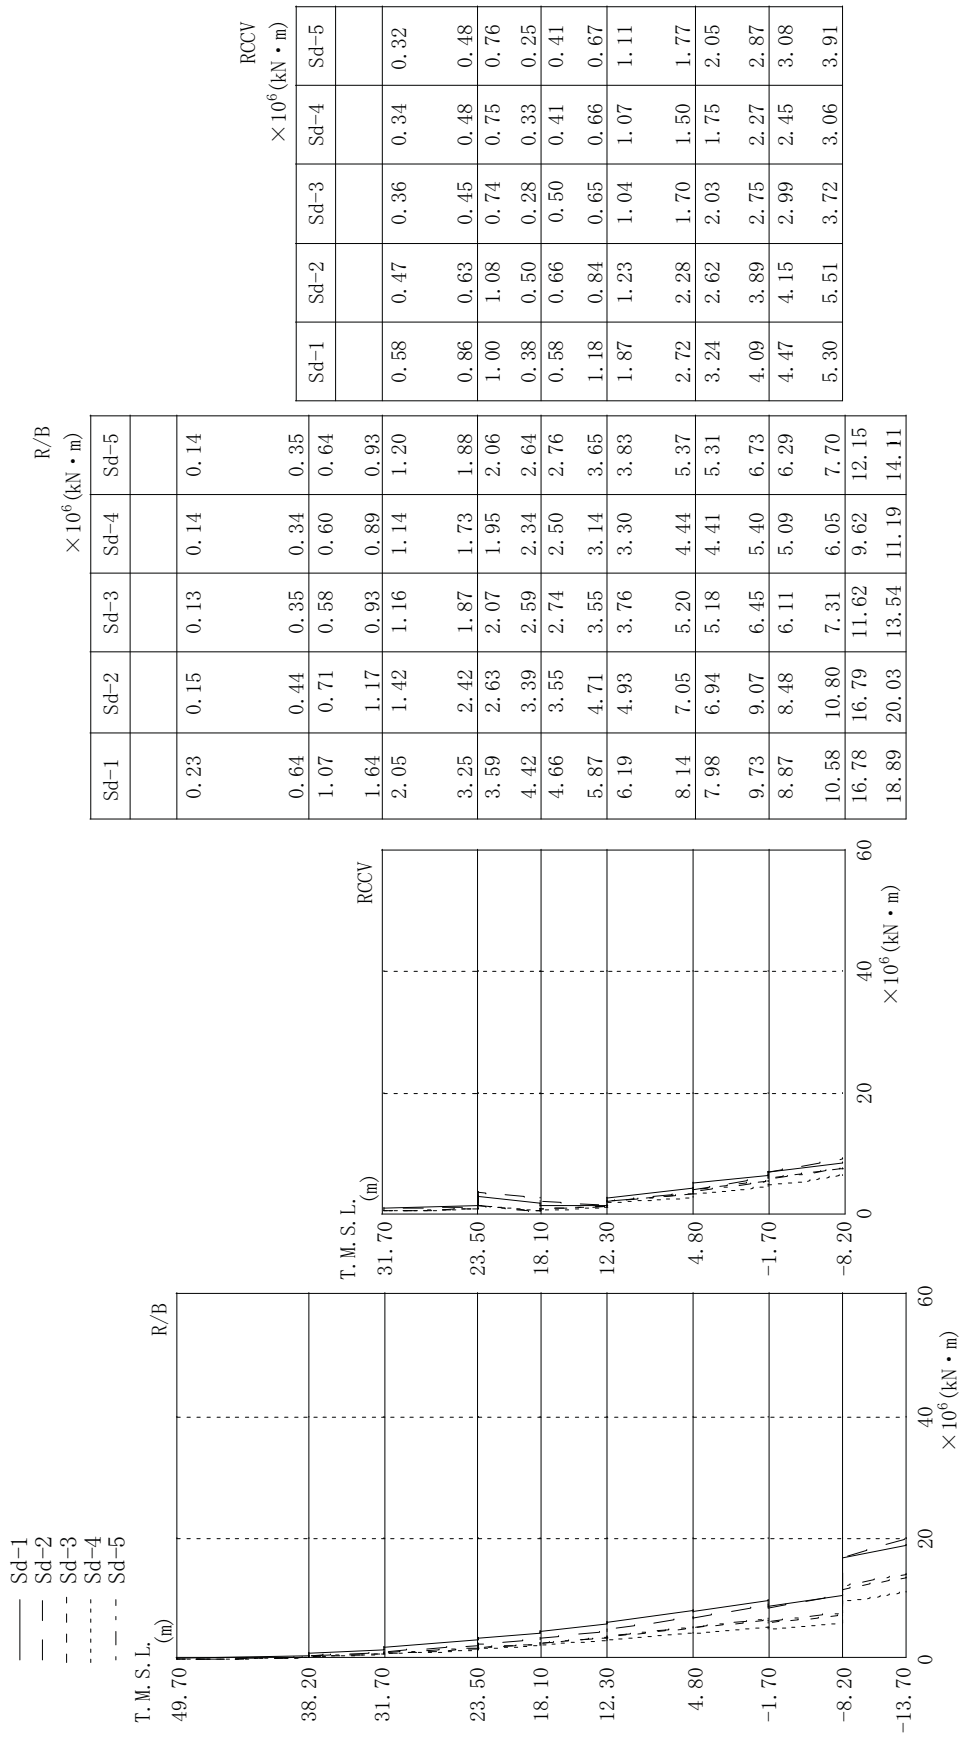 Sd-1
Sd-2
Sd-3
Sd-4
Sd-5
T.M.S.L.
(m)
R/B
49.70
38.20
31.70
23.50
18.10
12.30
4.80
-1.70
-8.20
-13.70
0
20
40
60
×10⁶(kN・m)
T.M.S.L.
(m)
RCCV
31.70
23.50
18.10
12.30
4.80
-1.70
-8.20
0
20
40
60
×10⁶(kN・m)
R/B
×10⁶(kN・m)
Sd-1 Sd-2 Sd-3 Sd-4 Sd-5
0.23 0.15 0.13 0.14 0.14
0.64 0.44 0.35 0.34 0.35
1.07 0.71 0.58 0.60 0.64
1.64 1.17 0.93 0.89 0.93
2.05 1.42 1.16 1.14 1.20
3.25 2.42 1.87 1.73 1.88
3.59 2.63 2.07 1.95 2.06
4.42 3.39 2.59 2.34 2.64
4.66 3.55 2.74 2.50 2.76
5.87 4.71 3.55 3.14 3.65
6.19 4.93 3.76 3.30 3.83
8.14 7.05 5.20 4.44 5.37
7.98 6.94 5.18 4.41 5.31
9.73 9.07 6.45 5.40 6.73
8.87 8.48 6.11 5.09 6.29
10.58 10.80 7.31 6.05 7.70
16.78 16.79 11.62 9.62 12.15
18.89 20.03 13.54 11.19 14.11
RCCV
×10⁶(kN・m)
Sd-1 Sd-2 Sd-3 Sd-4 Sd-5
0.58 0.47 0.36 0.34 0.32
0.86 0.63 0.45 0.48 0.48
1.00 1.08 0.74 0.75 0.76
0.38 0.50 0.28 0.33 0.25
0.58 0.66 0.50 0.41 0.41
1.18 0.84 0.65 0.66 0.67
1.87 1.23 1.04 1.07 1.11
2.72 2.28 1.70 1.50 1.77
3.24 2.62 2.03 1.75 2.05
4.09 3.89 2.75 2.27 2.87
4.47 4.15 2.99 2.45 3.08
5.30 5.51 3.72 3.06 3.91